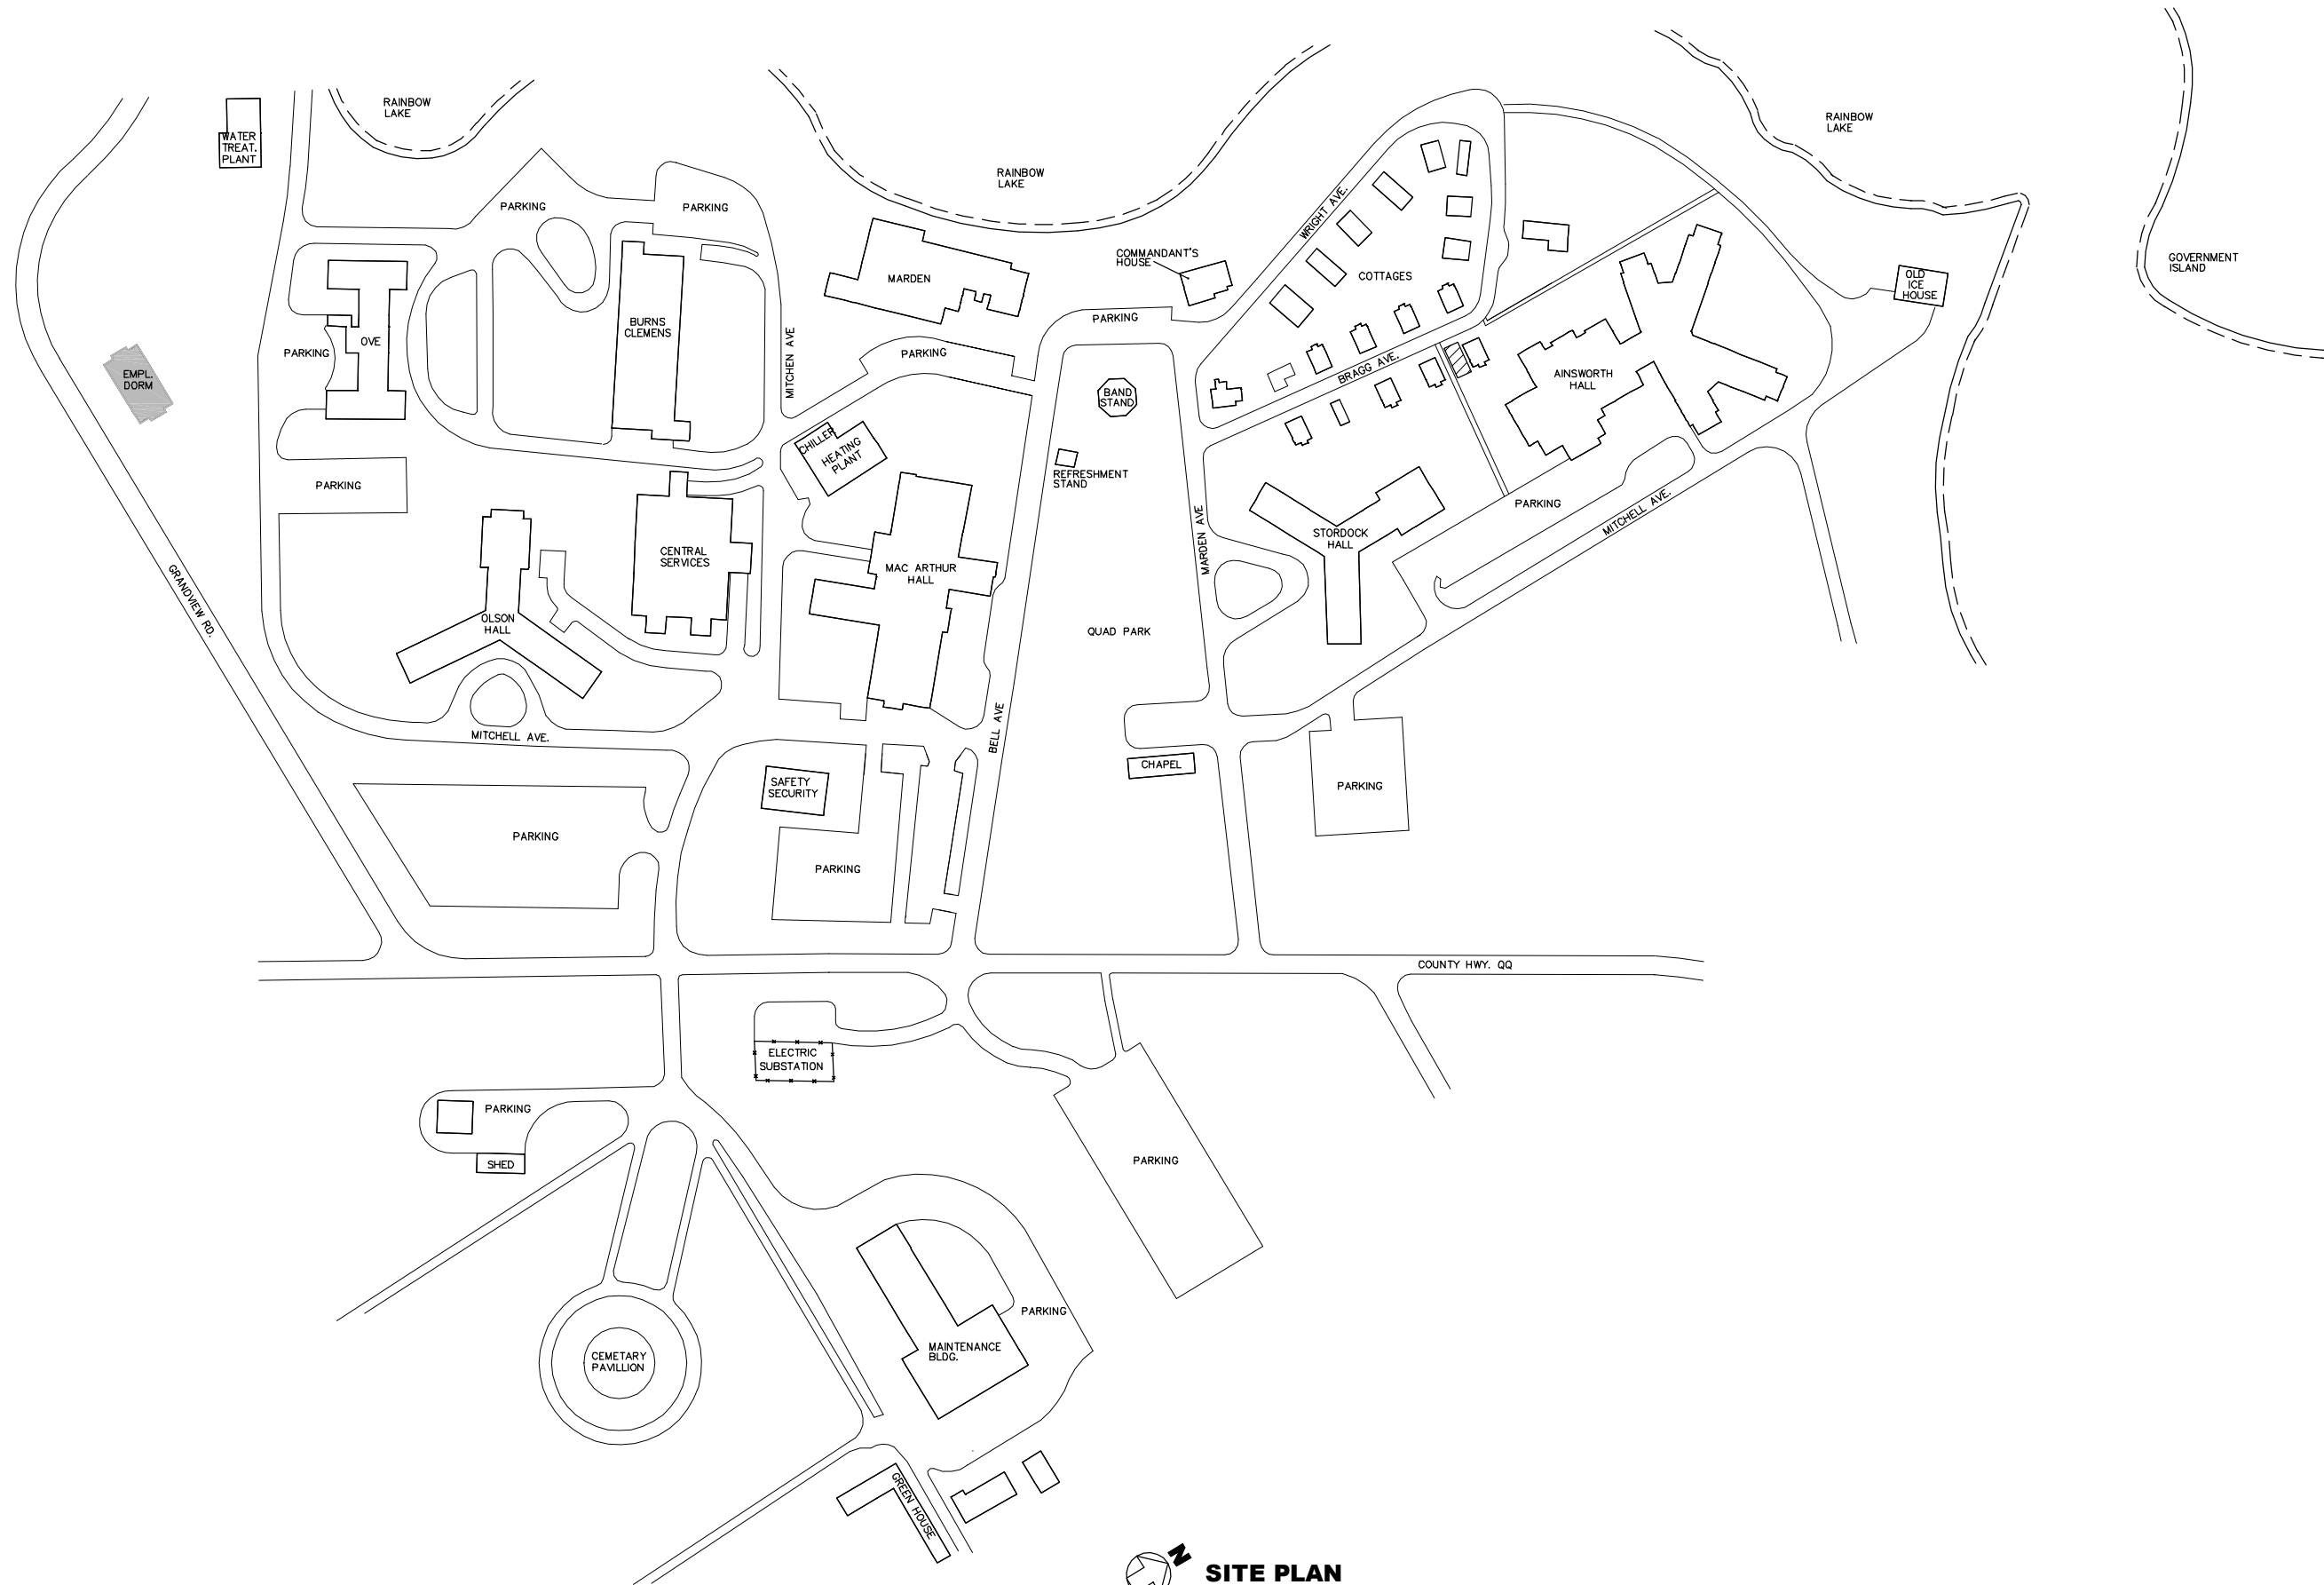 RAINBOW
LAKE
WATER
TREAT.
PLANT
RAINBOW
LAKE
RAINBOW
LAKE
GOVERNMENT
ISLAND
OLD
ICE
HOUSE
PARKING
PARKING
MARDEN
COMMANDANT'S
HOUSE
WRIGHT AVE.
COTTAGES
PARKING
BURNS
CLEMENS
OVE
PARKING
MITCHEN AVE
PARKING
EMPL.
DORM
BAND
STAND
BRAGG AVE.
AINSWORTH
HALL
CHILLER
HEATING
PLANT
REFRESHMENT
STAND
PARKING
PARKING
MITCHELL AVE.
MARDEN AVE
STORDOCK
HALL
CENTRAL
SERVICES
MAC ARTHUR
HALL
GRANDVIEW RD.
OLSON
HALL
QUAD PARK
MITCHELL AVE.
BELL AVE
CHAPEL
SAFETY
SECURITY
PARKING
PARKING
PARKING
COUNTY HWY. QQ
ELECTRIC
SUBSTATION
PARKING
SHED
PARKING
PARKING
MAINTENANCE
BLDG.
CEMETARY
PAVILLION
GREEN HOUSE
N
SITE PLAN